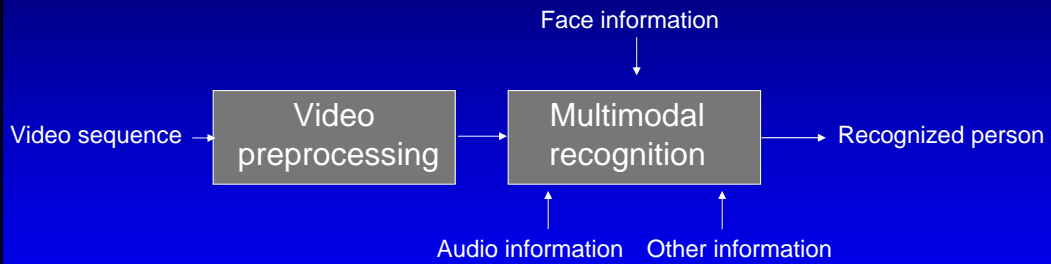 Face information
Video sequence
Video
preprocessing
Multimodal
recognition
Recognized person
Audio information
Other information